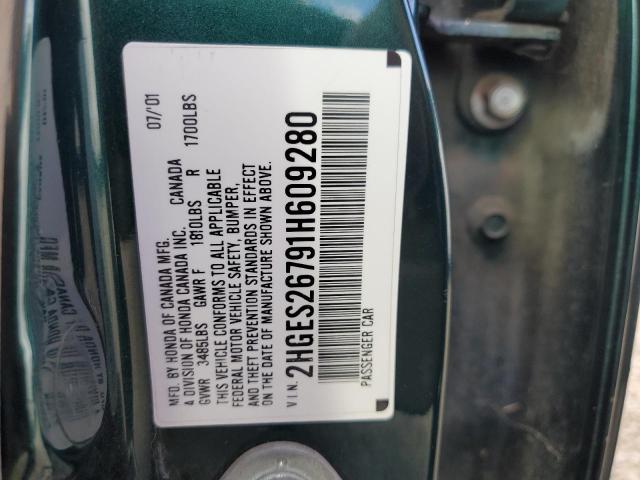 MFD. BY HONDA OF CANADA MFG. 07/'01
A DIVISION OF HONDA CANADA INC. CANADA
GVWR 3485LBS GAWR F 1810LBS R 1700LBS
THIS VEHICLE CONFORMS TO ALL APPLICABLE
FEDERAL MOTOR VEHICLE SAFETY, BUMPER,
AND THEFT PREVENTION STANDARDS IN EFFECT
ON THE DATE OF MANUFACTURE SHOWN ABOVE.
V.I.N. 2HGES26791H609280
PASSENGER CAR